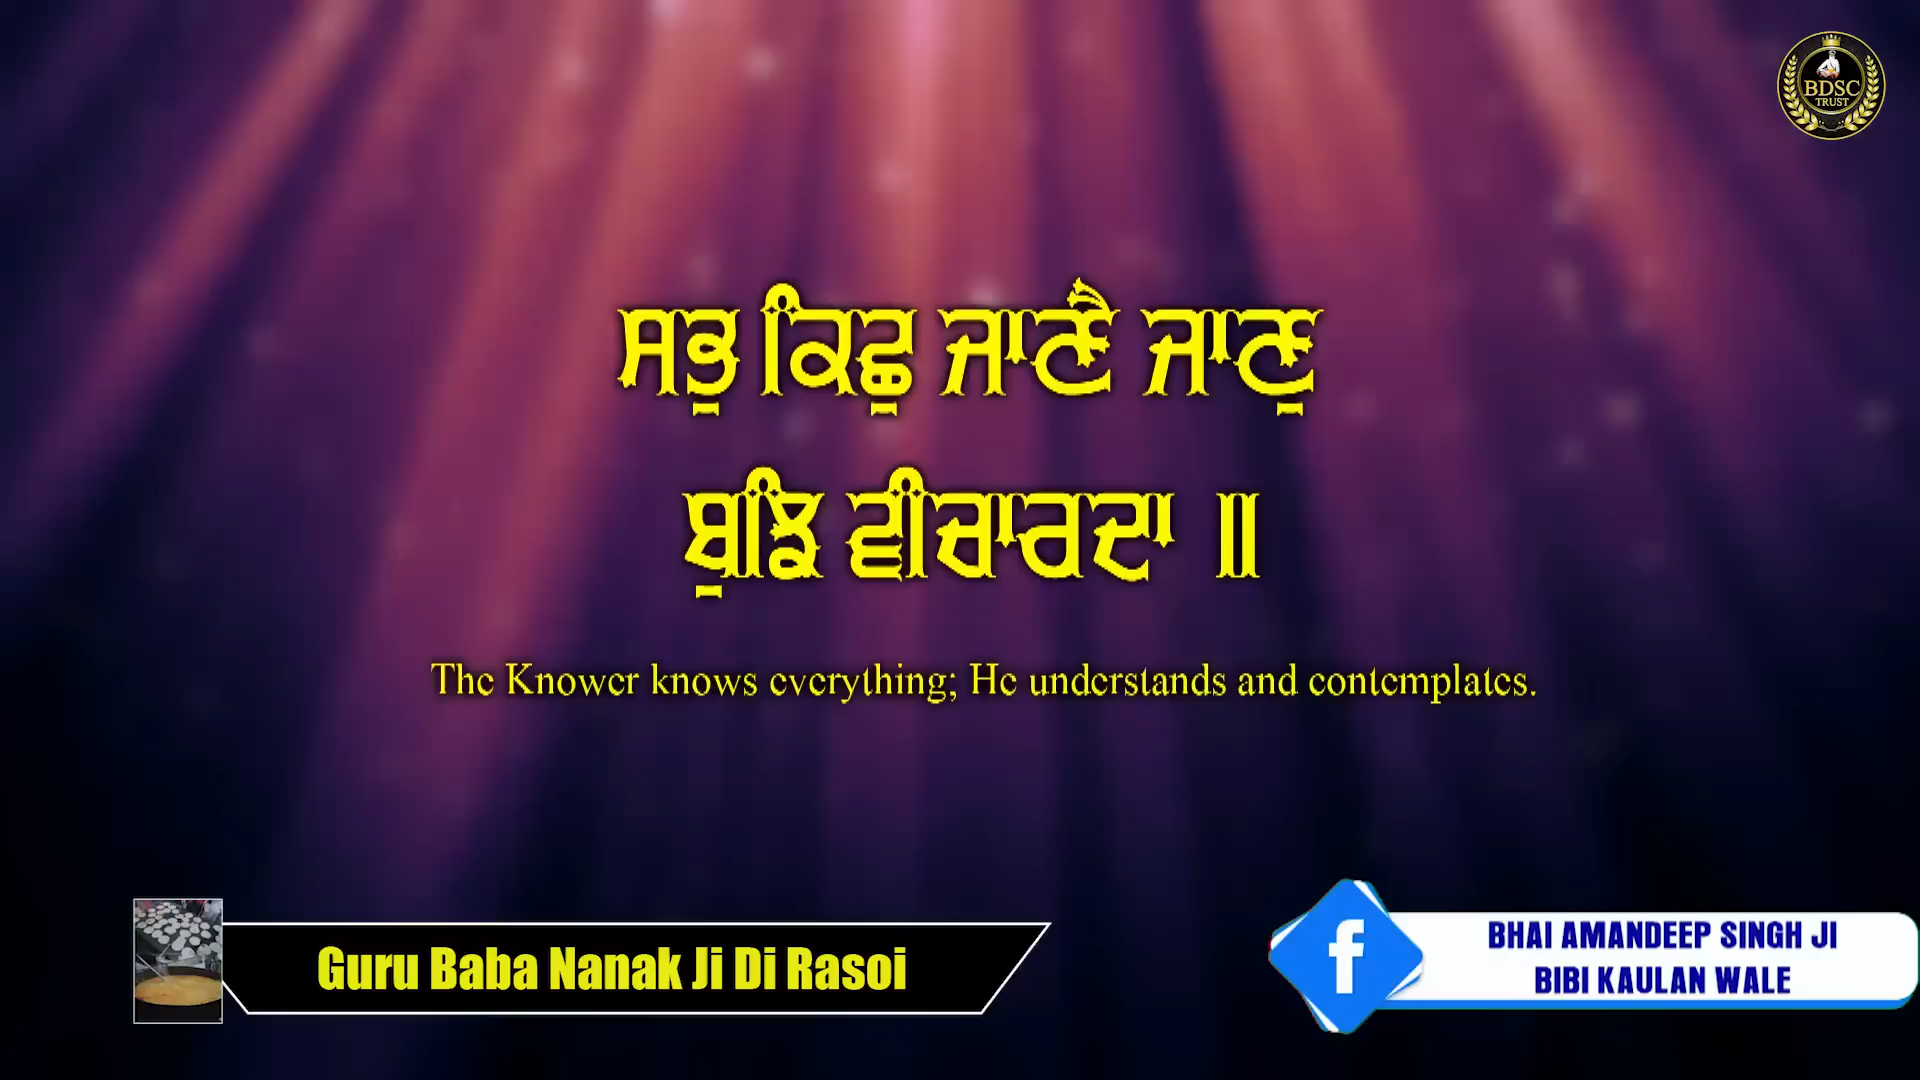 BDSC
TRUST
ਸਭੁ ਕਿਛੁ ਜਾਣੈ ਜਾਣੁ
ਬੁਝਿ ਵੀਚਾਰਦਾ ॥
The Knower knows everything; He understands and contemplates.
Guru Baba Nanak Ji Di Rasoi
f
BHAI AMANDEEP SINGH JI
BIBI KAULAN WALE